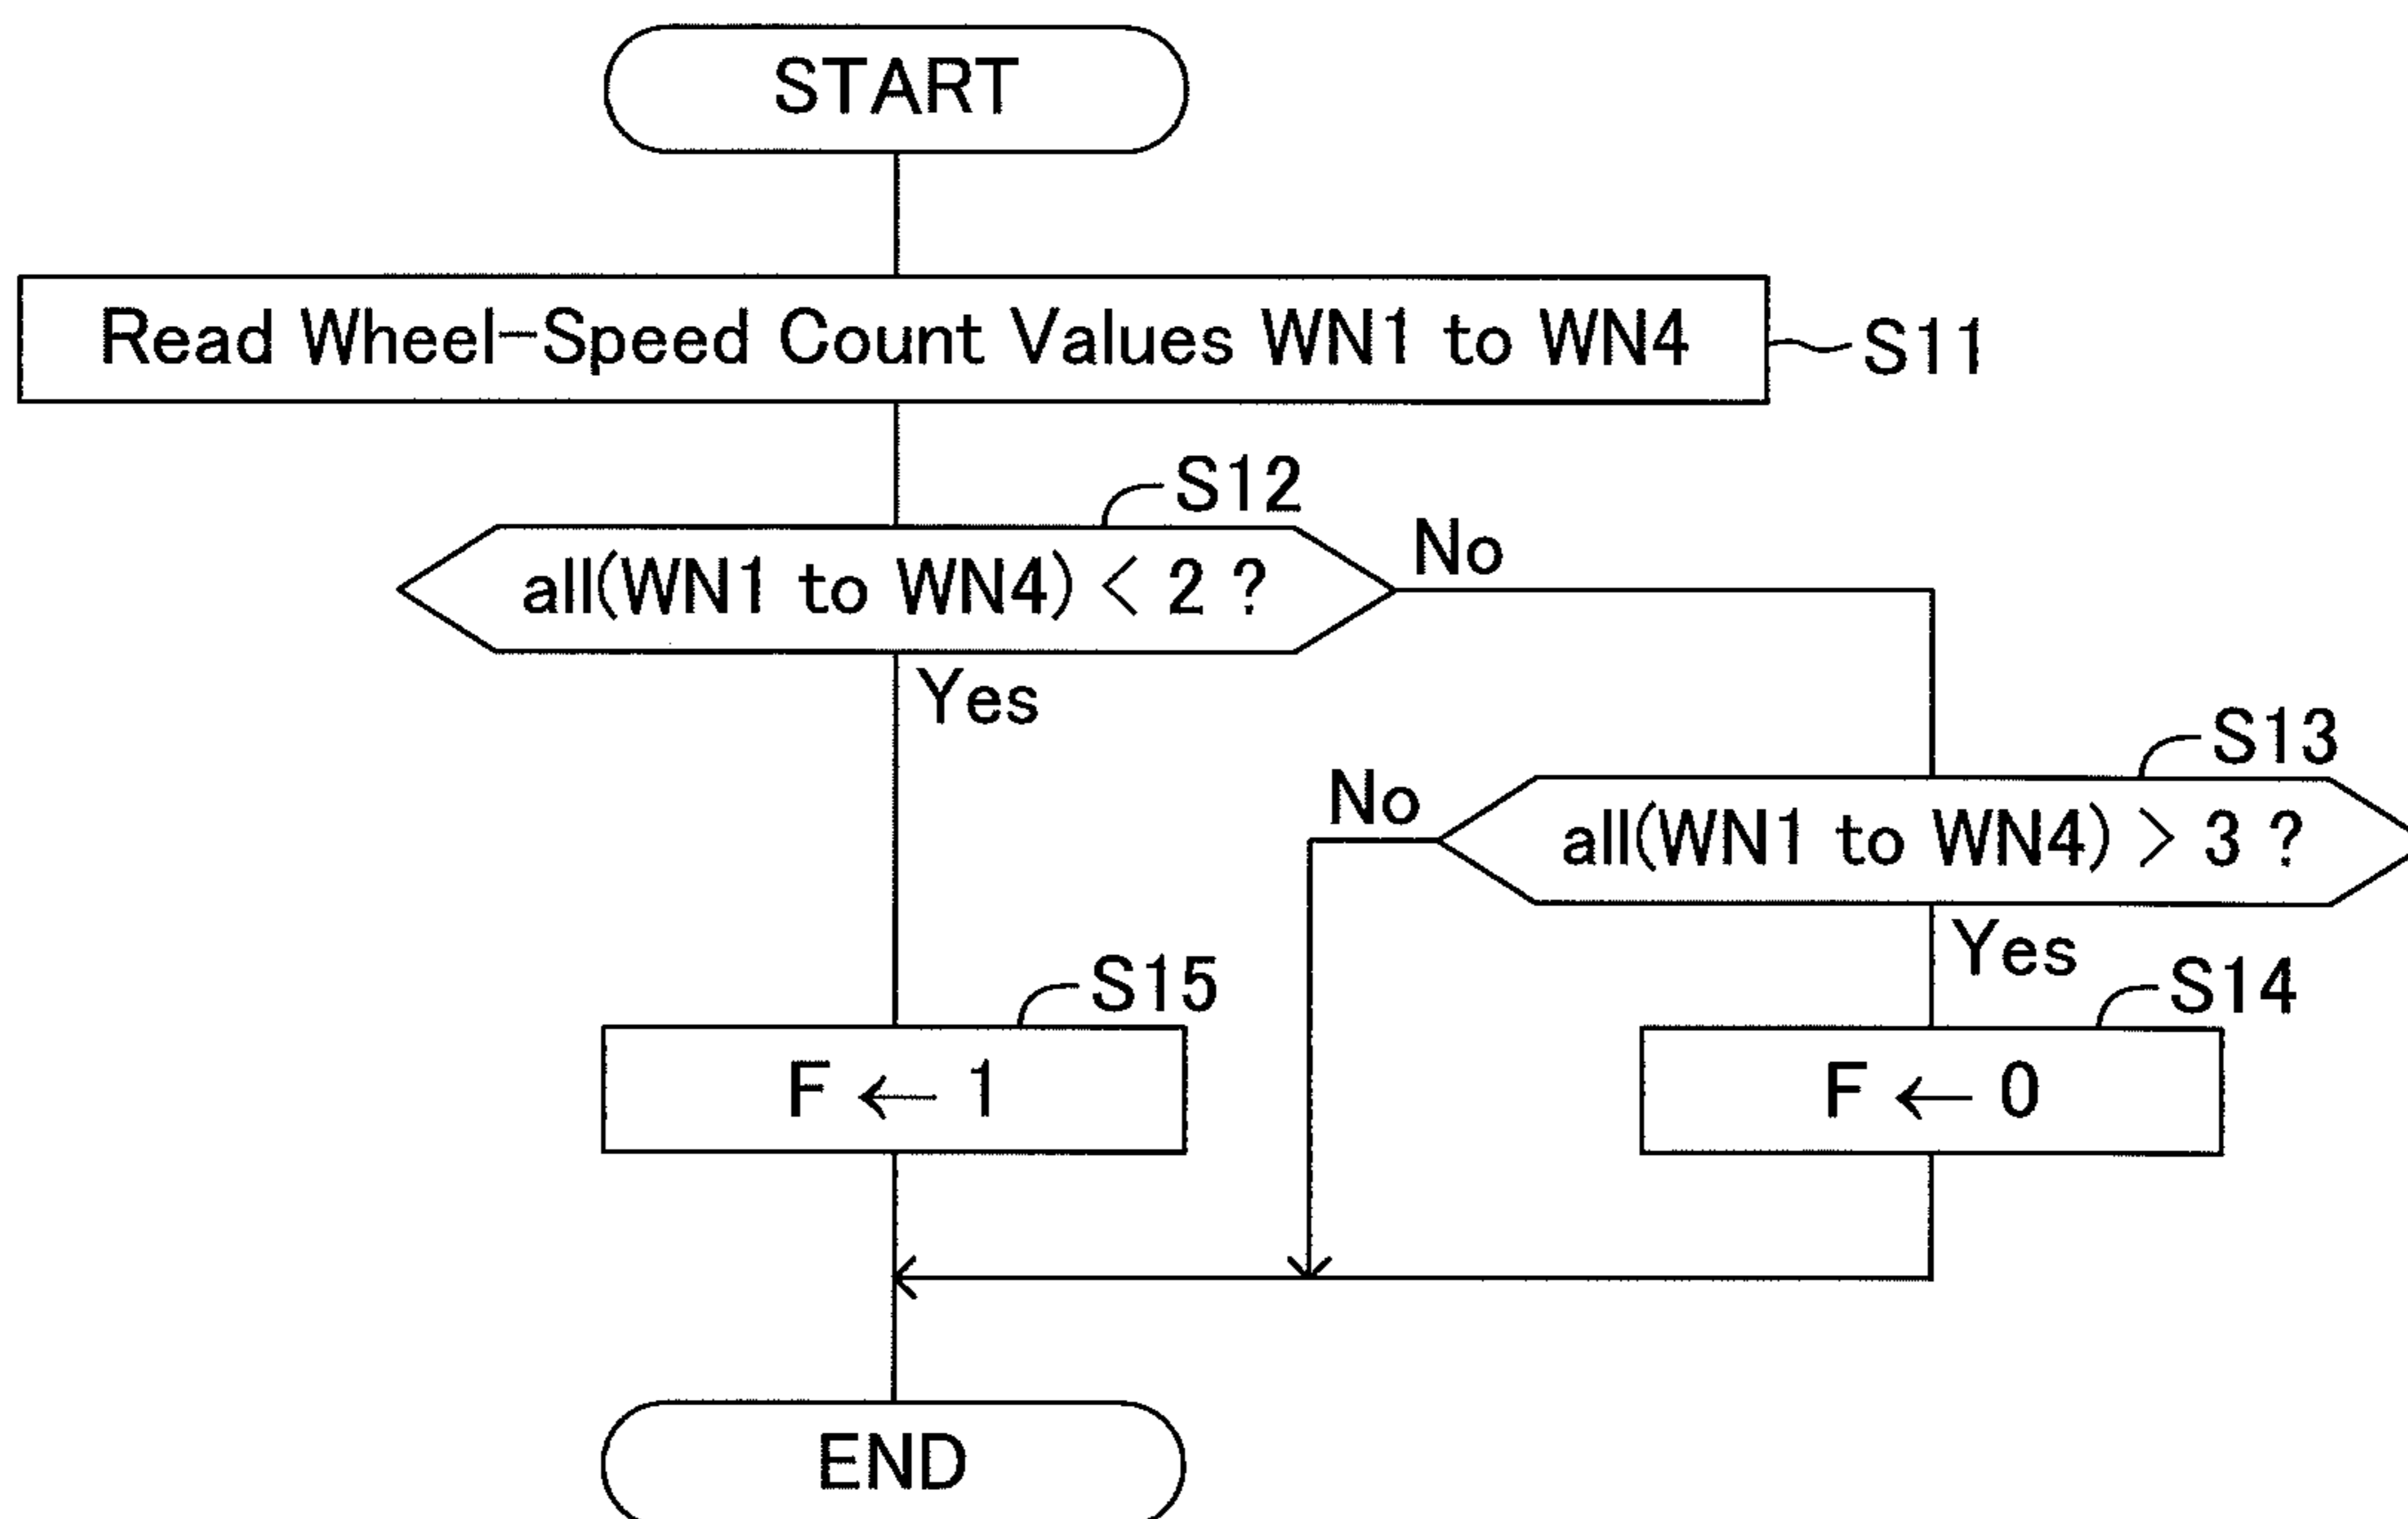 START
Read Wheel-Speed Count Values WN1 to WN4
S11
S12
all(WN1 to WN4) < 2 ?
No
Yes
S13
No
all(WN1 to WN4) > 3 ?
Yes
S15
S14
F ← 1
F ← 0
END